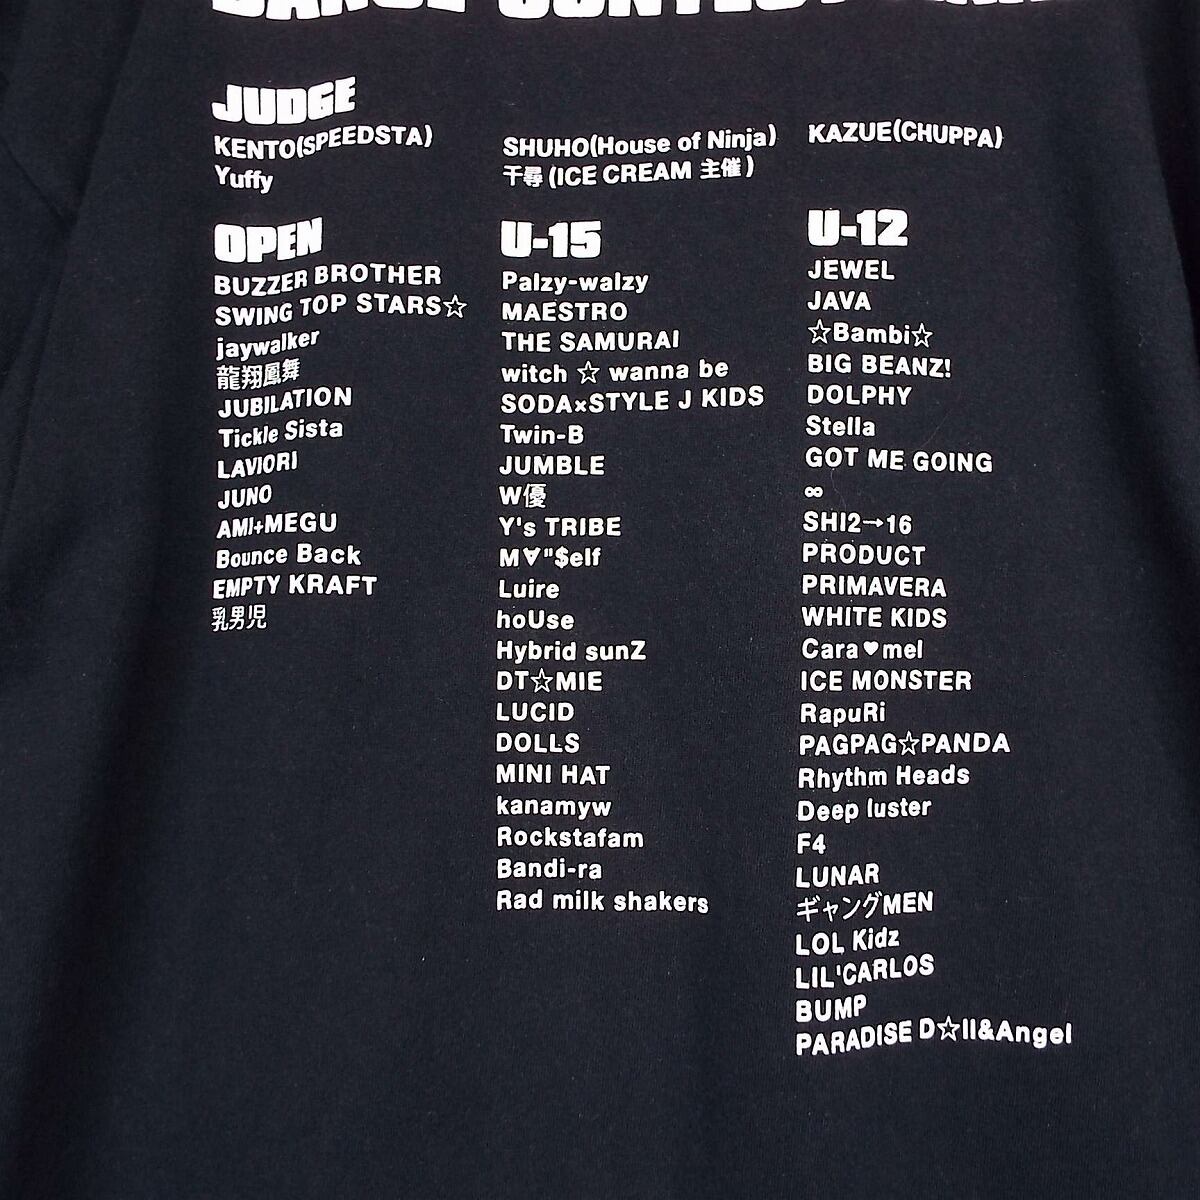 DANCE CONTEST
JUDGE
KENTO(SPEEDSTA)
Yuffy
SHUHO(House of Ninja)
千尋(ICE CREAM 主催)
KAZUE(CHUPPA)
OPEN
BUZZER BROTHER
SWING TOP STARS☆
jaywalker
龍翔鳳舞
JUBILATION
Tickle Sista
LAVIORI
JUNO
AMI+MEGU
Bounce Back
EMPTY KRAFT
乳男児
U-15
Palzy-walzy
MAESTRO
THE SAMURAI
witch ☆ wanna be
SODA×STYLE J KIDS
Twin-B
JUMBLE
W優
Y's TRIBE
M∀"$elf
Luire
hoUse
Hybrid sunZ
DT☆MIE
LUCID
DOLLS
MINI HAT
kanamyw
Rockstafam
Bandi-ra
Rad milk shakers
U-12
JEWEL
JAVA
☆Bambi☆
BIG BEANZ!
DOLPHY
Stella
GOT ME GOING
∞
SHI2→16
PRODUCT
PRIMAVERA
WHITE KIDS
Cara♥mel
ICE MONSTER
RapuRi
PAGPAG☆PANDA
Rhythm Heads
Deep luster
F4
LUNAR
ギャングMEN
LOL Kidz
LIL'CARLOS
BUMP
PARADISE D☆ll&Angel